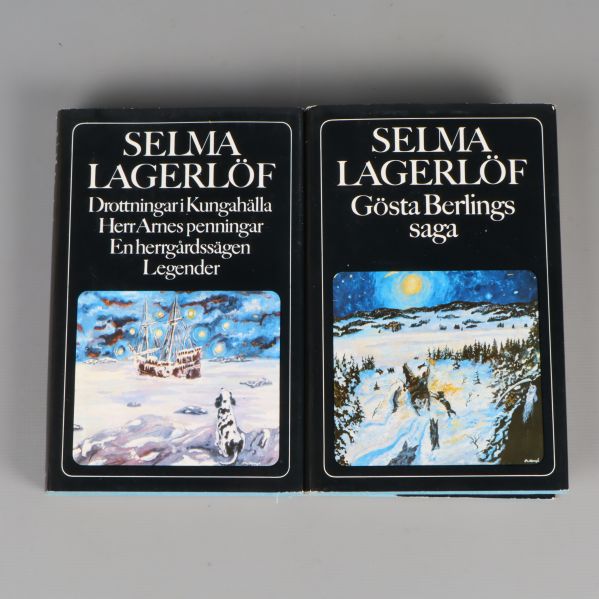 SELMA
LAGERLÖF
Drottningar i Kungahälla
Herr Arnes penningar
En herrgårdssägen
Legender
SELMA
LAGERLÖF
Gösta Berlings
saga